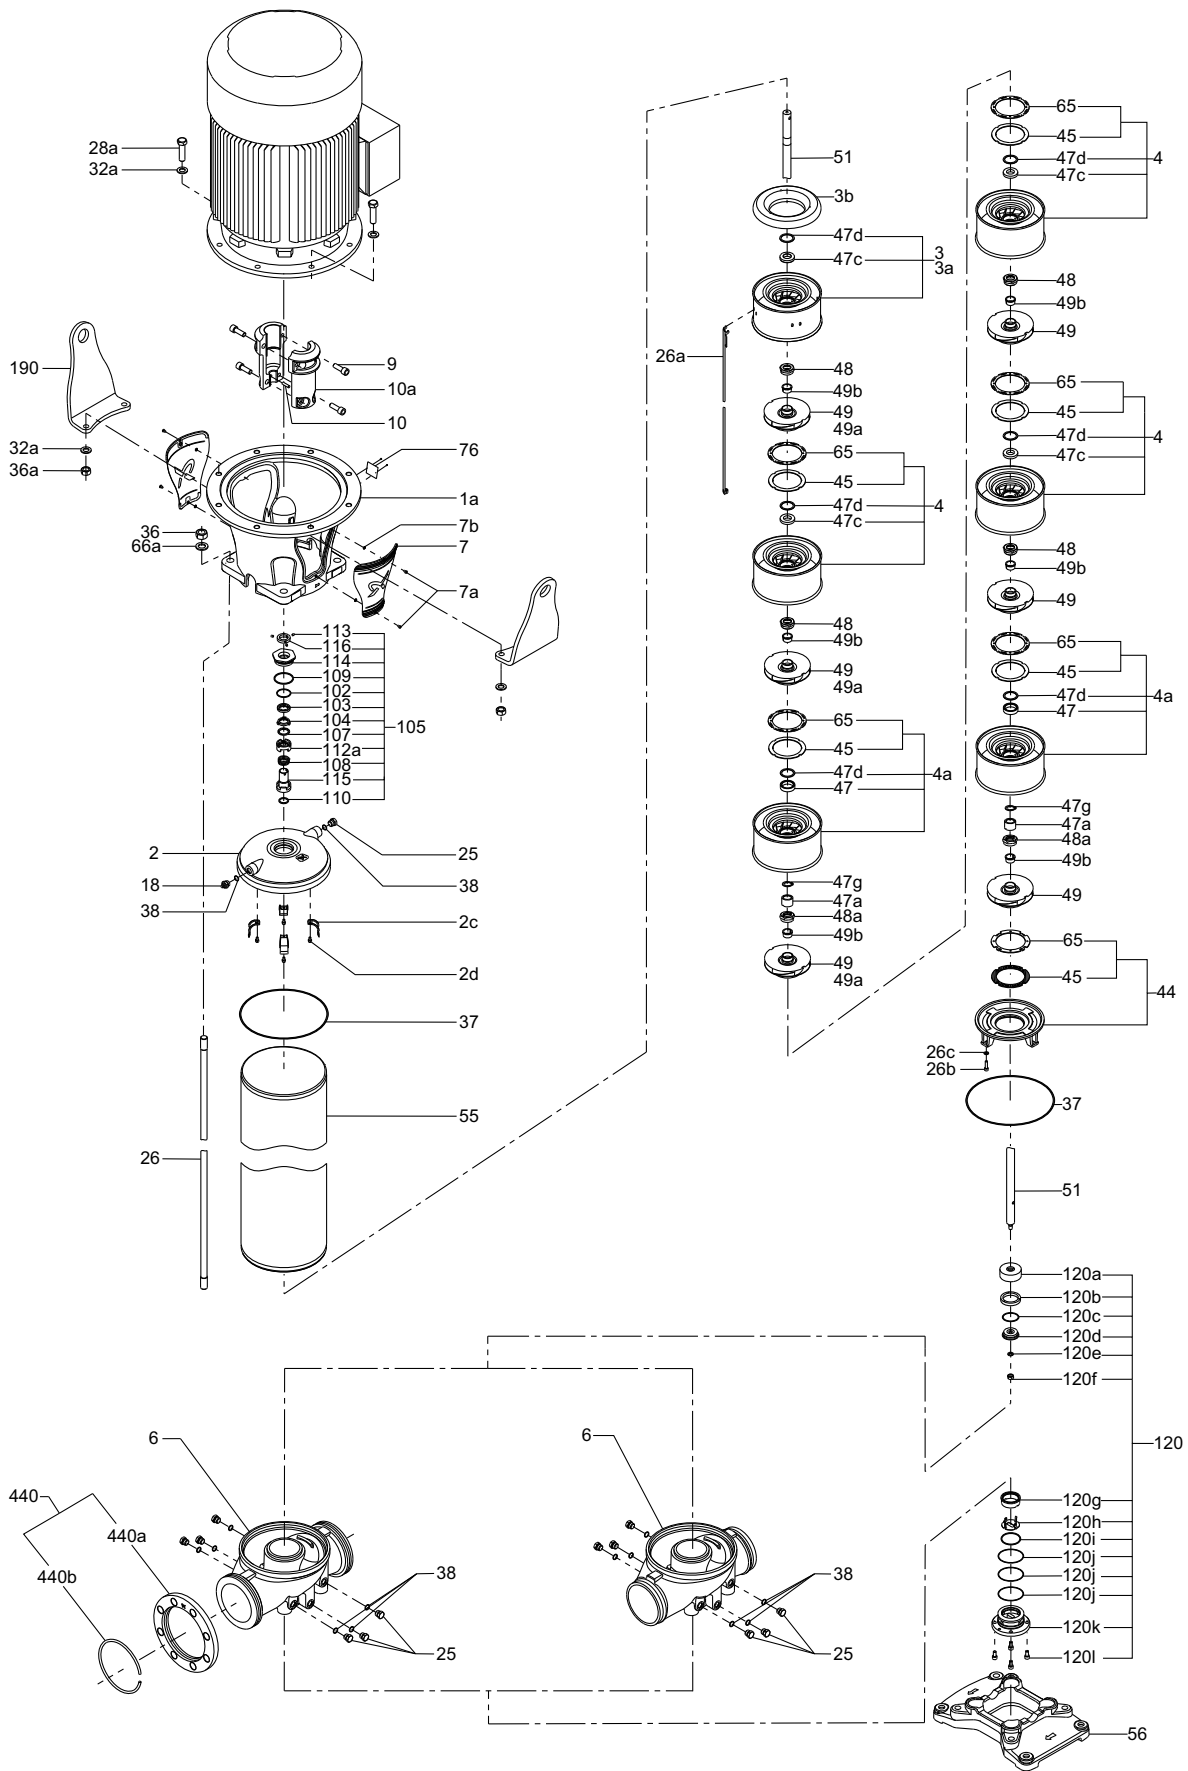 28a
32a
190
32a
36a
9
10a
10
76
1a
36
66a
7b
7
7a
113
116
114
109
102
103
104
107
112a
108
115
110
105
2
18
38
25
38
2c
2d
37
55
26
51
3b
47d
47c
3
3a
26a
48
49b
49
49a
65
45
47d
47c
4
48
49b
49
49a
65
45
47d
47
4a
47g
47a
48a
49b
49
49a
65
45
47d
47c
4
48
49b
49
65
45
47d
47c
4
48
49b
49
65
45
47d
47
4a
47g
47a
48a
49b
49
65
45
44
26c
26b
37
51
120a
120b
120c
120d
120e
120f
120
120g
120h
120i
120j
120j
120j
120k
120l
56
6
440
440a
440b
38
25
6
38
25